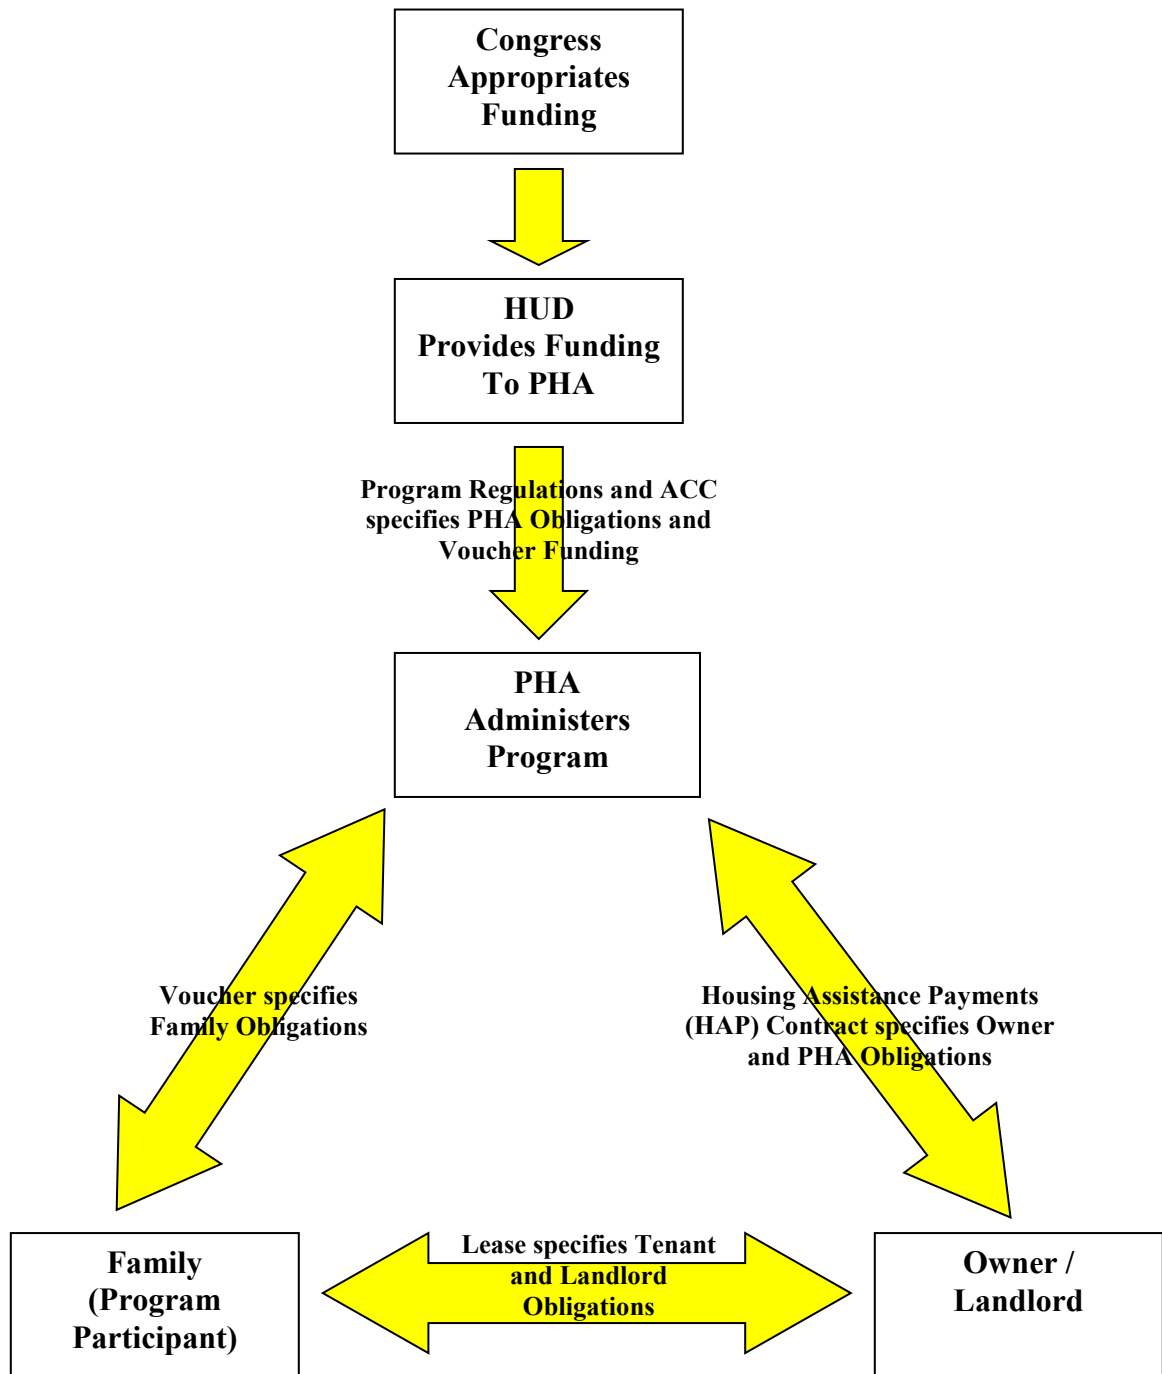 Congress
Appropriates
Funding
HUD
Provides Funding
To PHA
Program Regulations and ACC
specifies PHA Obligations and
Voucher Funding
PHA
Administers
Program
Voucher specifies
Family Obligations
Housing Assistance Payments
(HAP) Contract specifies Owner
and PHA Obligations
Lease specifies Tenant
and Landlord
Obligations
Family
(Program
Participant)
Owner /
Landlord